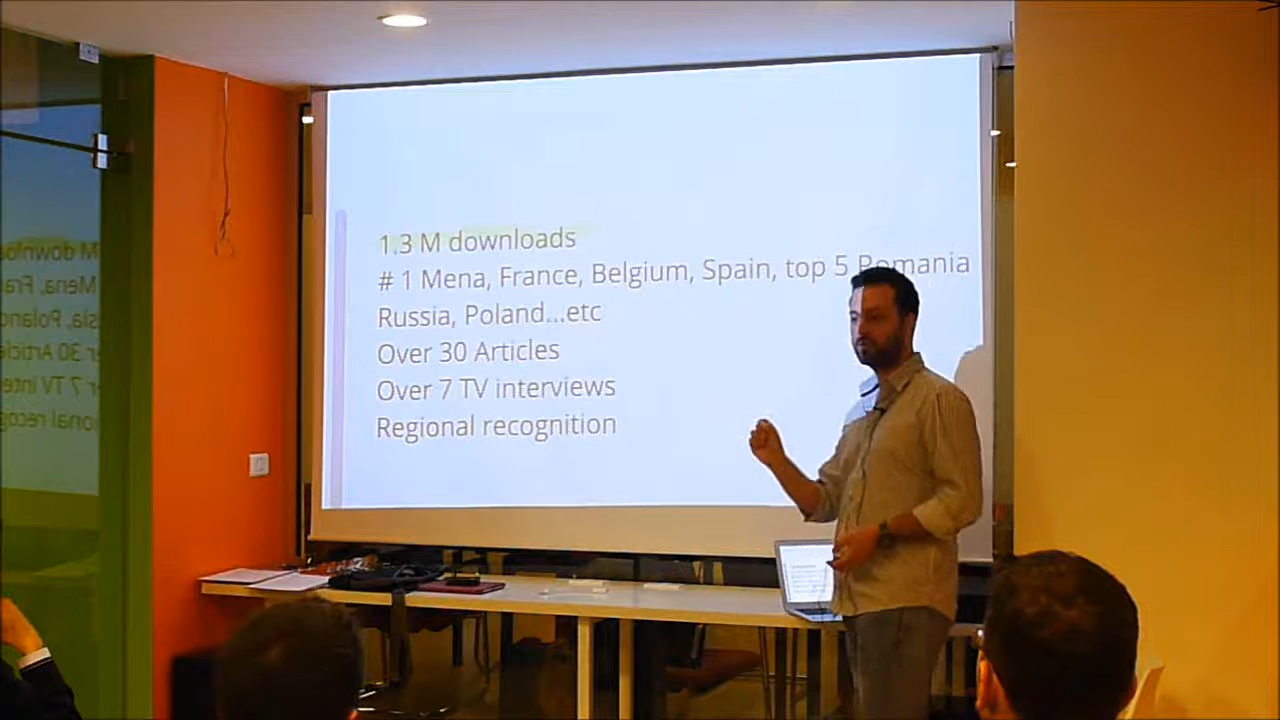 1.3 M downloads
# 1 Mena, France, Belgium, Spain, top 5 Romania
Russia, Poland...etc
Over 30 Articles
Over 7 TV interviews
Regional recognition